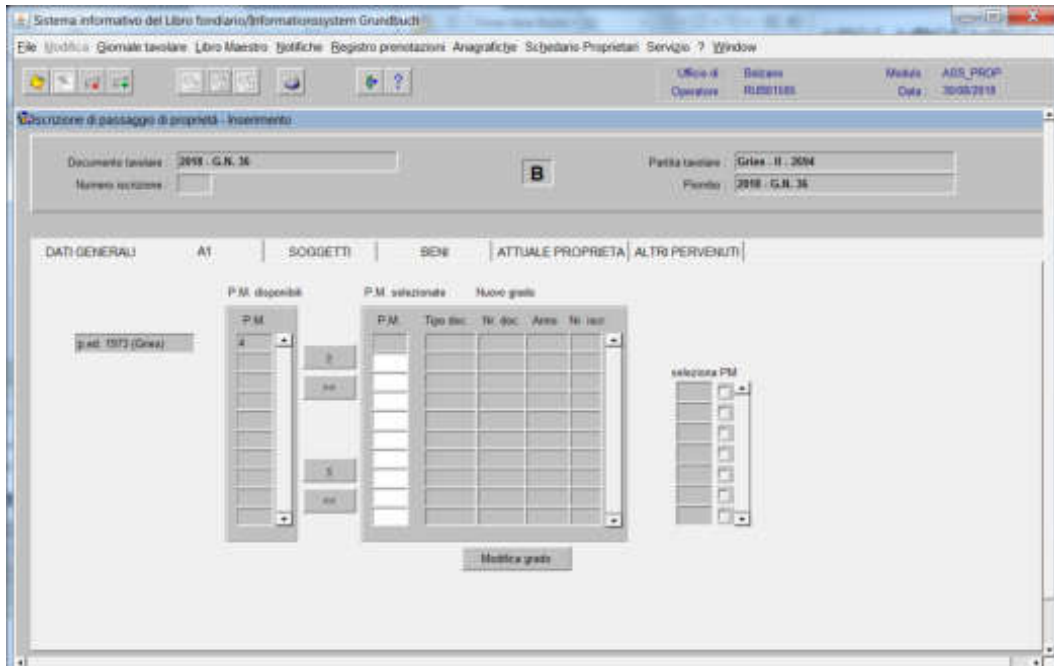 Sistema informativo del Libro fondiario/Informationssystem Grundbuch
File Modifica Giornale tavolare Libro Maestro Notifiche Registro prenotazioni Anagrafiche Schedario Proprietari Servizio ? Window
Ufficio di Bolzano Modulo AGS_PROP
Operatore Data 30/08/2018
Iscrizione di passaggio di proprietà - Inserimento
Documento tavolare 2018 - G.N. 36 B Partita tavolare : Gries - II - 3694
Numero iscrizione Piombo : 2018 - G.N. 36
DATI GENERALI A1 SOGGETTI BENI ATTUALE PROPRIETA ALTRI PERVENUTI
P.M. disponibili P.M. selezionate Nuovo grado
P.M. P.M. Tipo doc. Nr. doc. Anno Nr. iscr.
p.ed. 1973 (Gries) 4
>>
seleziona PM
<<
Modifica grado